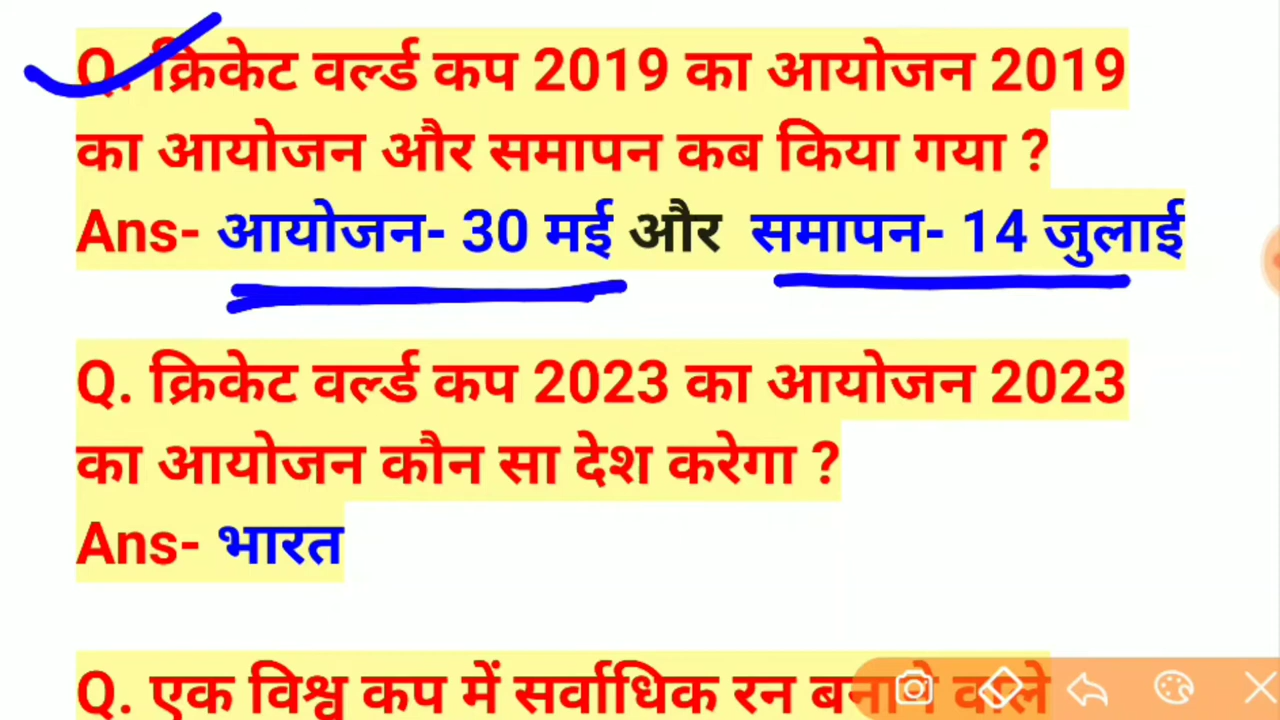 Q. क्रिकेट वर्ल्ड कप 2019 का आयोजन 2019
का आयोजन और समापन कब किया गया ?
Ans- आयोजन- 30 मई और समापन- 14 जुलाई
Q. क्रिकेट वर्ल्ड कप 2023 का आयोजन 2023
का आयोजन कौन सा देश करेगा ?
Ans- भारत
Q. एक विश्व कप में सर्वाधिक रन बनाने वाले